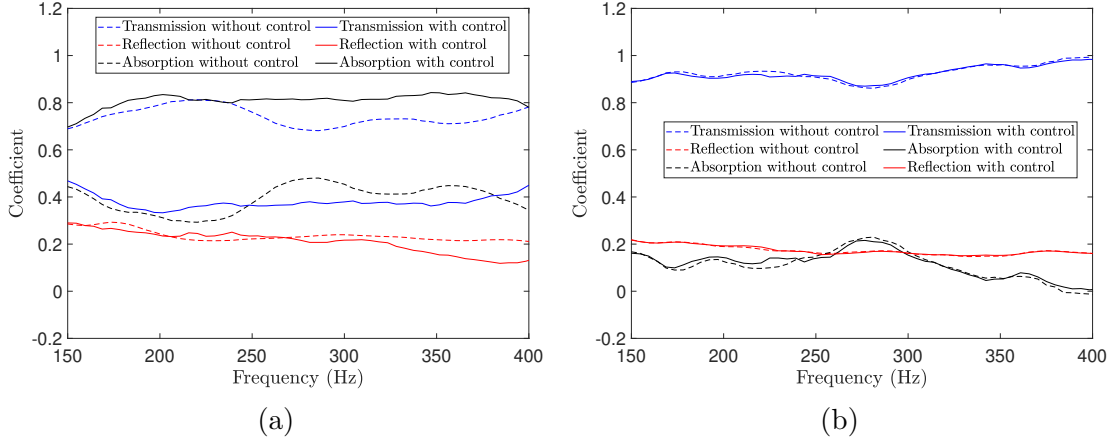 1.2
1
0.8
0.6
0.4
0.2
0
-0.2
Coefficient
Transmission without control Transmission with control
Reflection without control Reflection with control
Absorption without control Absorption with control
150 200 250 300 350 400
Frequency (Hz)
(a)
1.2
1
0.8
0.6
0.4
0.2
0
-0.2
Coefficient
Transmission without control Transmission with control
Reflection without control Absorption with control
Absorption without control Reflection with control
150 200 250 300 350 400
Frequency (Hz)
(b)